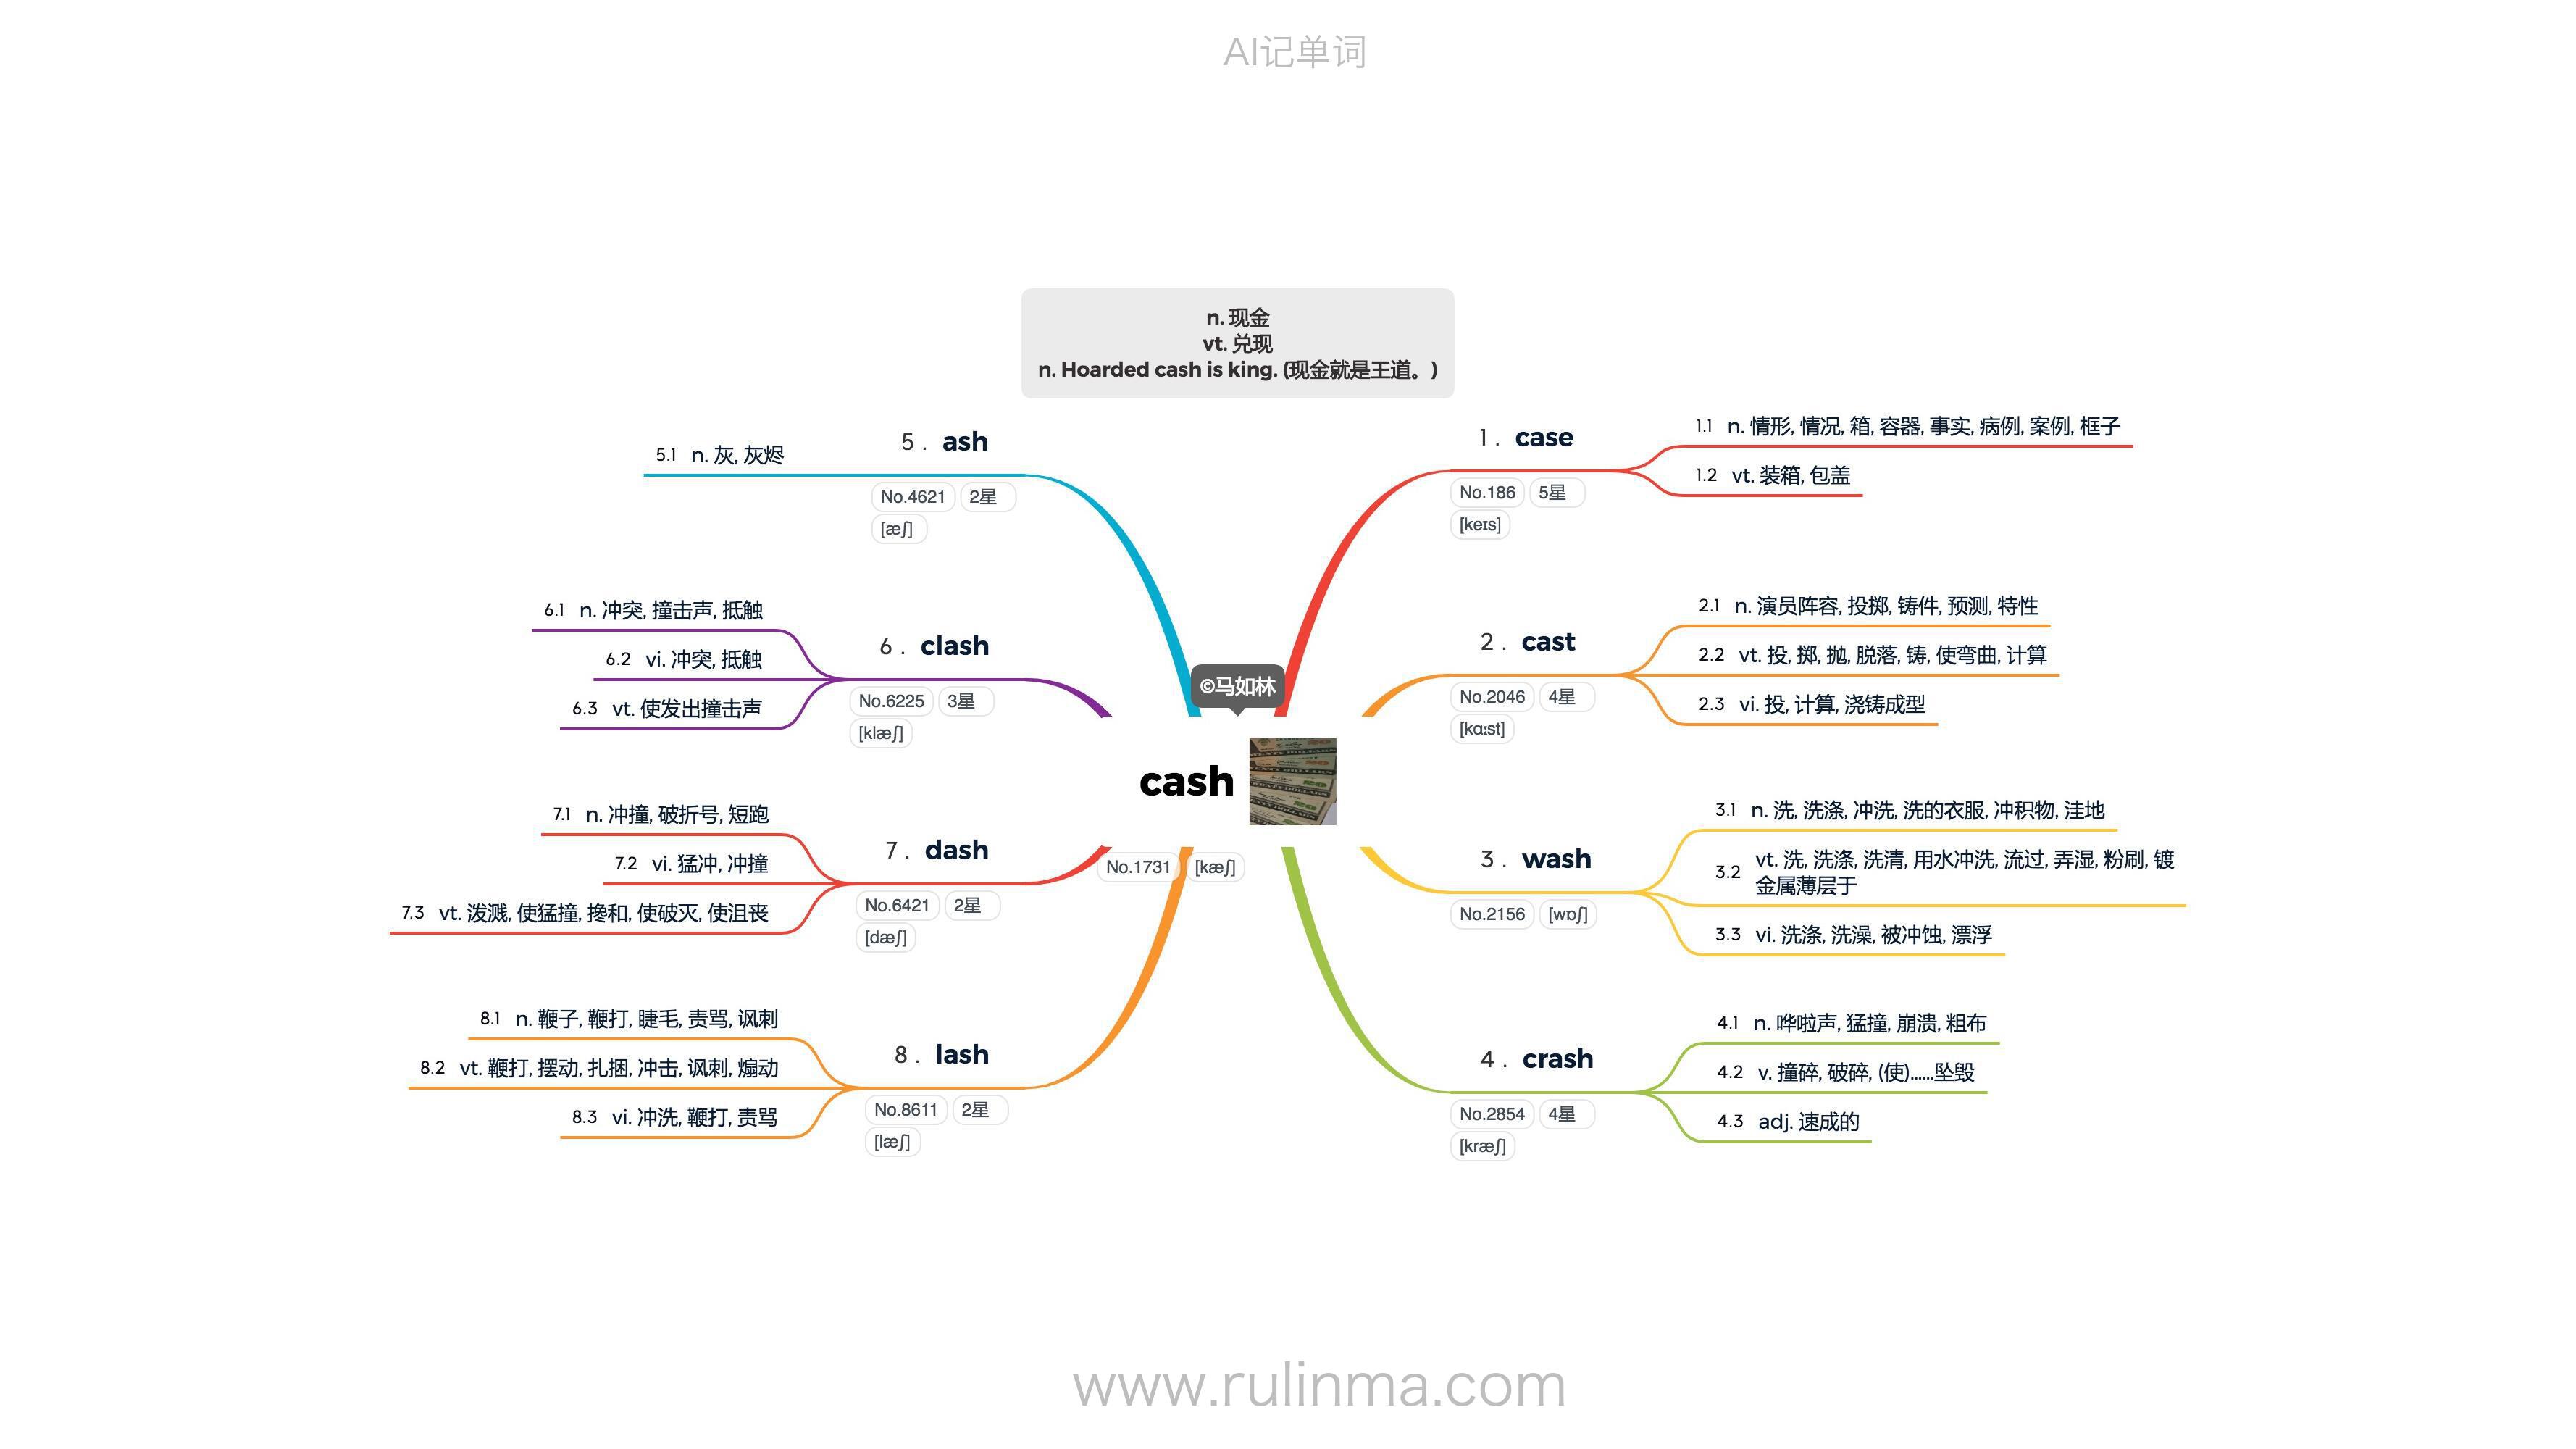 AI记单词
n. 现金
vt. 兑现
n. Hoarded cash is king. (现金就是王道。)
©马如林
cash
No.1731 [kæʃ]
1. case
No.186 5星
[keɪs]
1.1 n. 情形, 情况, 箱, 容器, 事实, 病例, 案例, 框子
1.2 vt. 装箱, 包盖
2. cast
No.2046 4星
[kɑːst]
2.1 n. 演员阵容, 投掷, 铸件, 预测, 特性
2.2 vt. 投, 掷, 抛, 脱落, 铸, 使弯曲, 计算
2.3 vi. 投, 计算, 浇铸成型
3. wash
No.2156 [wɒʃ]
3.1 n. 洗, 洗涤, 冲洗, 洗的衣服, 冲积物, 洼地
3.2 vt. 洗, 洗涤, 洗清, 用水冲洗, 流过, 弄湿, 粉刷, 镀
金属薄层于
3.3 vi. 洗涤, 洗澡, 被冲蚀, 漂浮
4. crash
No.2854 4星
[kræʃ]
4.1 n. 哗啦声, 猛撞, 崩溃, 粗布
4.2 v. 撞碎, 破碎, (使)......坠毁
4.3 adj. 速成的
5. ash
No.4621 2星
[æʃ]
5.1 n. 灰, 灰烬
6. clash
No.6225 3星
[klæʃ]
6.1 n. 冲突, 撞击声, 抵触
6.2 vi. 冲突, 抵触
6.3 vt. 使发出撞击声
7. dash
No.6421 2星
[dæʃ]
7.1 n. 冲撞, 破折号, 短跑
7.2 vi. 猛冲, 冲撞
7.3 vt. 泼溅, 使猛撞, 搀和, 使破灭, 使沮丧
8. lash
No.8611 2星
[læʃ]
8.1 n. 鞭子, 鞭打, 睫毛, 责骂, 讽刺
8.2 vt. 鞭打, 摆动, 扎捆, 冲击, 讽刺, 煽动
8.3 vi. 冲洗, 鞭打, 责骂
www.rulinma.com